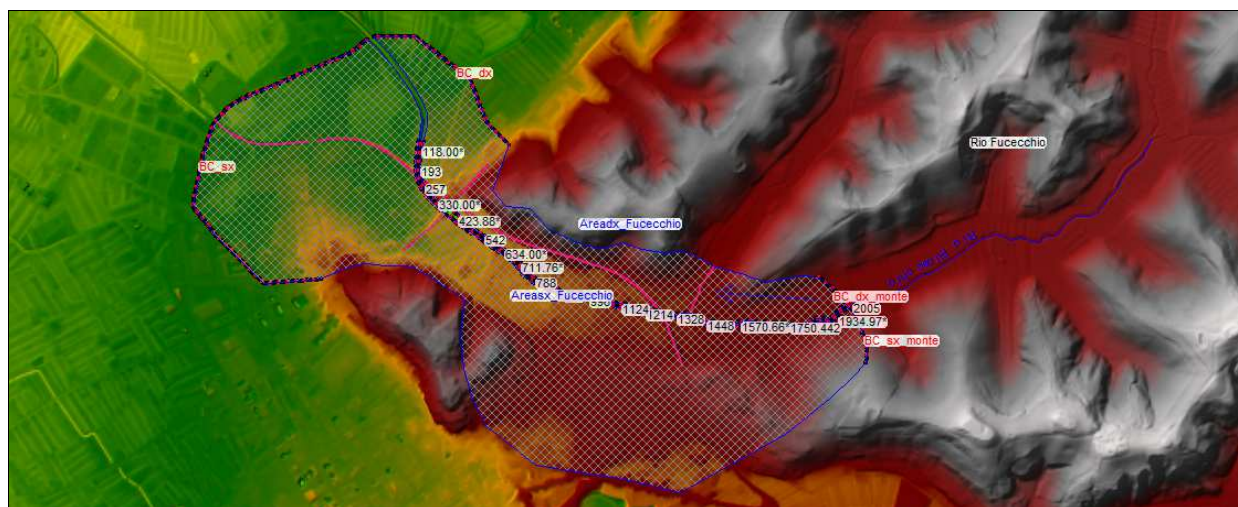 BC_dx
Rio Fucecchio
118.00*
BC_sx
193
257
330.00*
423.88*
Areadx_Fucecchio
542
634.00*
711.76*
788
Areasx_Fucecchio
BC_dx_monte
1124
1214
1328
1448
1570.66*
1750.442
1934.97*
2005
BC_sx_monte